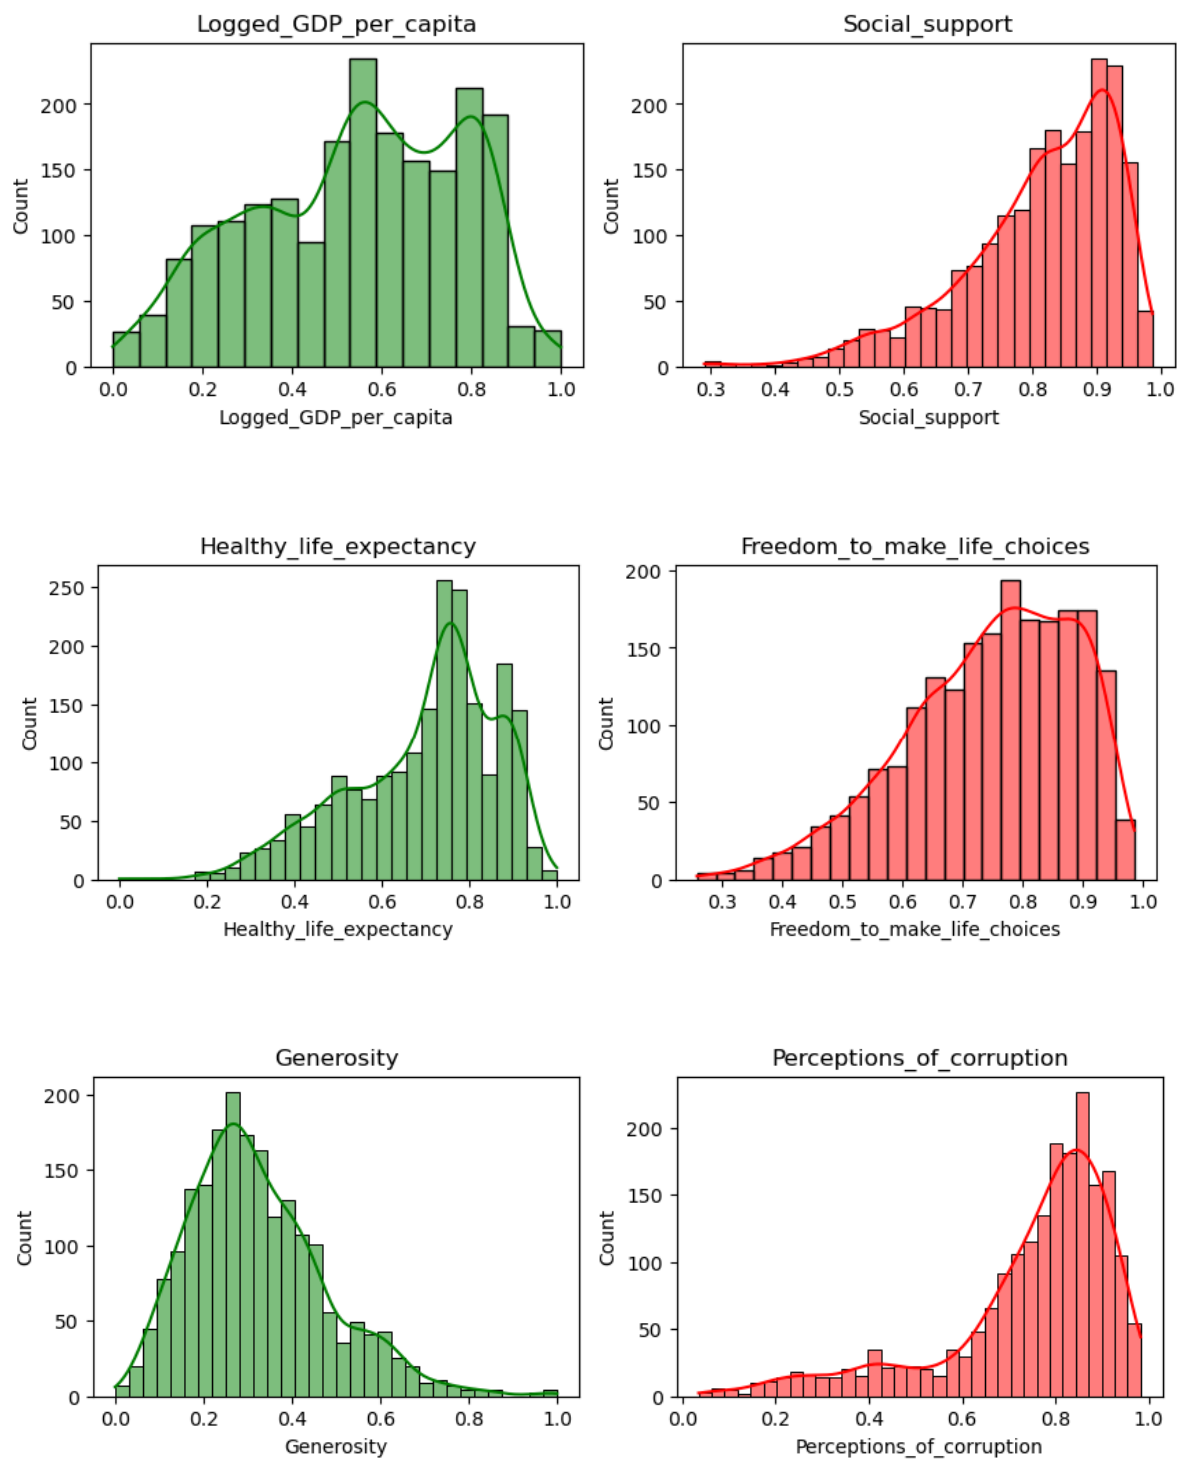 Logged_GDP_per_capita
Count
200
150
100
50
0
0.0 0.2 0.4 0.6 0.8 1.0
Logged_GDP_per_capita
Social_support
Count
200
150
100
50
0
0.3 0.4 0.5 0.6 0.7 0.8 0.9 1.0
Social_support
Healthy_life_expectancy
Count
250
200
150
100
50
0
0.0 0.2 0.4 0.6 0.8 1.0
Healthy_life_expectancy
Freedom_to_make_life_choices
Count
200
150
100
50
0
0.3 0.4 0.5 0.6 0.7 0.8 0.9 1.0
Freedom_to_make_life_choices
Generosity
Count
200
150
100
50
0
0.0 0.2 0.4 0.6 0.8 1.0
Generosity
Perceptions_of_corruption
Count
200
150
100
50
0
0.0 0.2 0.4 0.6 0.8 1.0
Perceptions_of_corruption